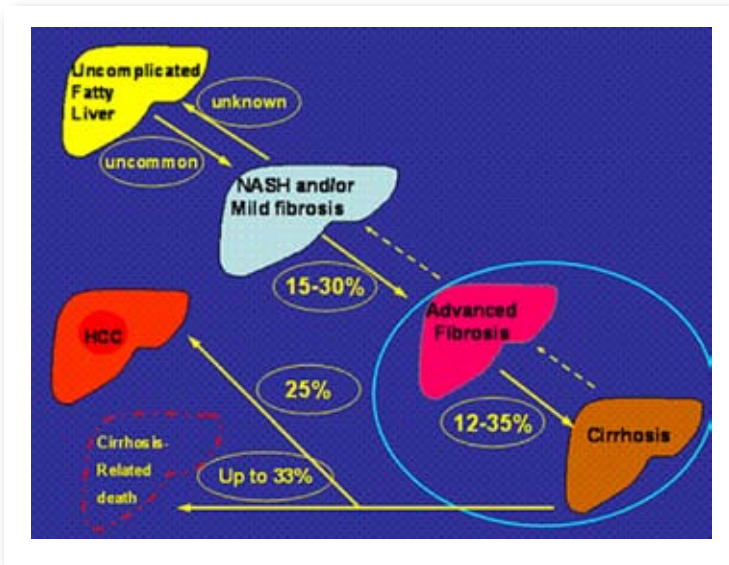 Uncomplicated
Fatty
Liver
unknown
uncommon
NASH and/or
Mild fibrosis
15-30%
Advanced
Fibrosis
HCC
25%
12-35%
Cirrhosis
Cirrhosis-
Related
death
Up to 33%